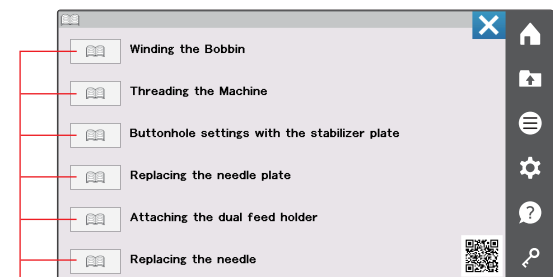 Winding the Bobbin
Threading the Machine
Buttonhole settings with the stabilizer plate
Replacing the needle plate
Attaching the dual feed holder
Replacing the needle